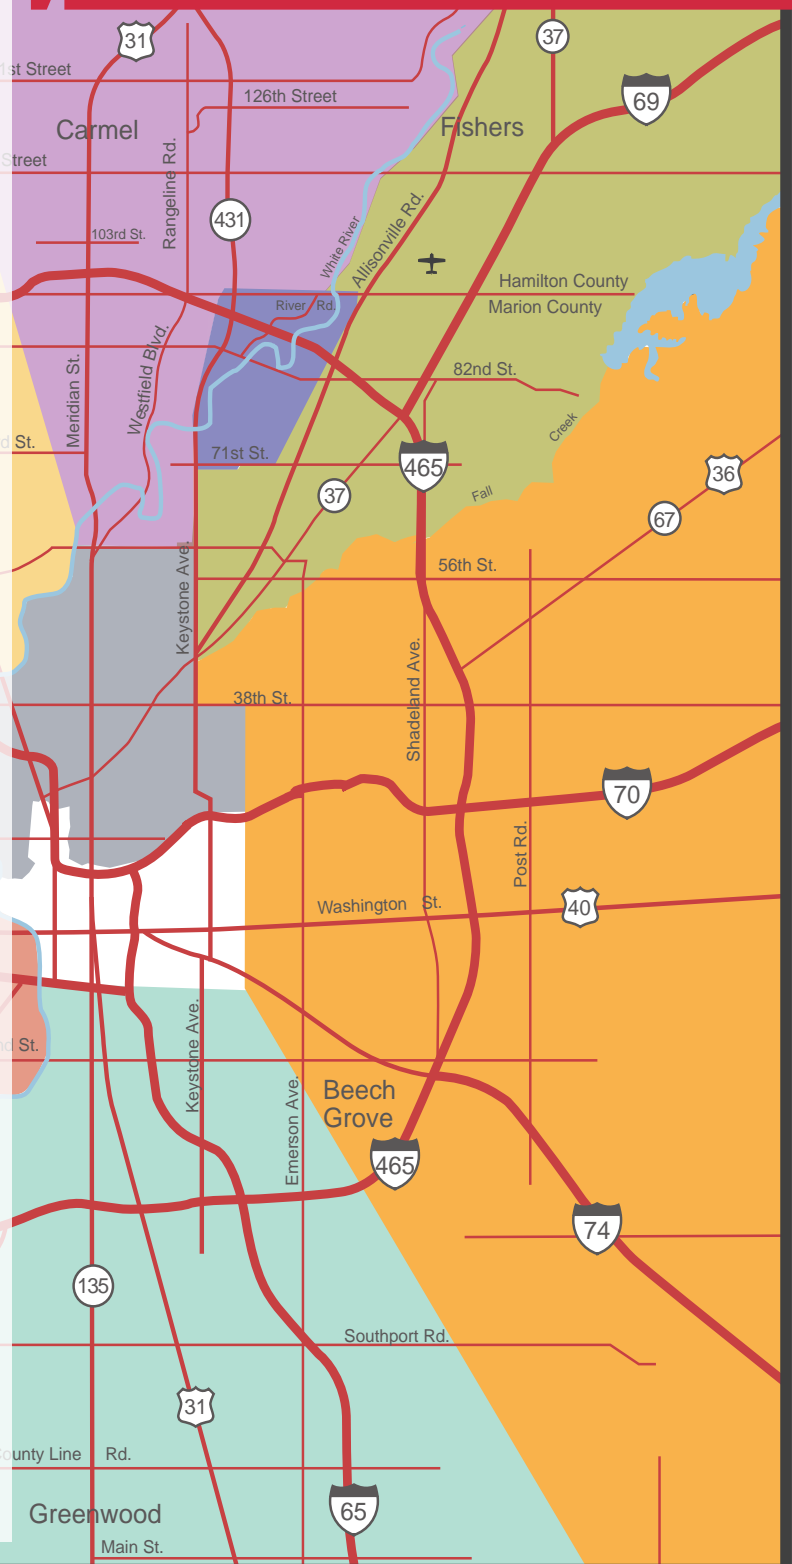 31
37
1st Street
69
126th Street
Carmel
Fishers
Rangeline Rd.
Street
431
Allisonville Rd.
White River
103rd St.
Hamilton County
River Rd.
Marion County
Westfield Blvd.
Meridian St.
82nd St.
Creek
St.
71st St.
465
36
37
Fall
67
56th St.
Keystone Ave.
Shadeland Ave.
38th St.
70
Post Rd.
Washington St.
40
Keystone Ave.
St.
Beech
Grove
Emerson Ave.
465
74
135
Southport Rd.
31
ounty Line Rd.
65
Greenwood
Main St.